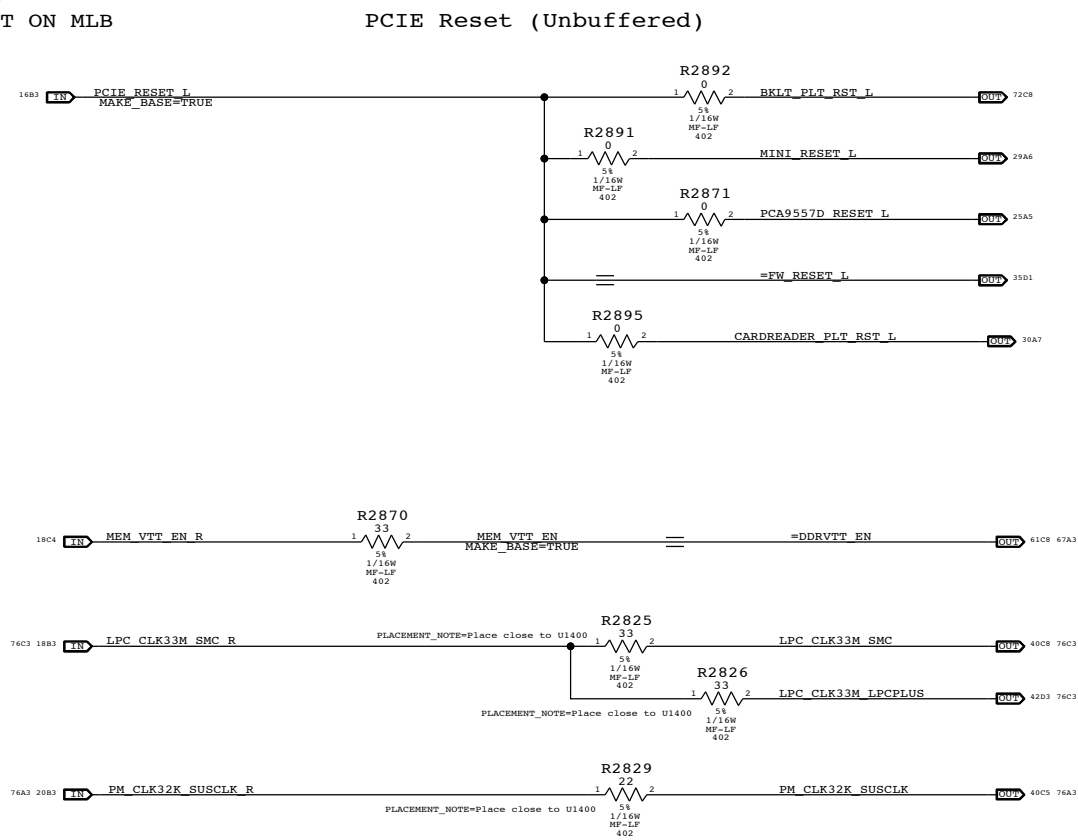 T ON MLB
PCIE Reset (Unbuffered)
R2892
16B3 IN PCIE_RESET_L 1 0 2 BKLT_PLT_RST_L OUT 72C8
MAKE_BASE=TRUE
5%
1/16W
MF-LF
402
R2891
1 0 2 MINI_RESET_L OUT 29A6
5%
1/16W
MF-LF
402
R2871
1 0 2 PCA9557D_RESET_L OUT 25A5
5%
1/16W
MF-LF
402
=FW_RESET_L OUT 35D1
R2895
1 0 2 CARDREADER_PLT_RST_L OUT 30A7
5%
1/16W
MF-LF
402
R2870
18C4 IN MEM_VTT_EN_R 1 33 2 MEM_VTT_EN =DDRVTT_EN OUT 61C8 67A3
MAKE_BASE=TRUE
5%
1/16W
MF-LF
402
R2825
76C3 18B3 IN LPC_CLK33M_SMC_R PLACEMENT_NOTE=Place close to U1400 1 33 2 LPC_CLK33M_SMC OUT 40C8 76C3
5%
1/16W
MF-LF
402
R2826
1 33 2 LPC_CLK33M_LPCPLUS OUT 42D3 76C3
PLACEMENT_NOTE=Place close to U1400
5%
1/16W
MF-LF
402
R2829
76A3 20B3 IN PM_CLK32K_SUSCLK_R 1 22 2 PM_CLK32K_SUSCLK OUT 40C5 76A3
PLACEMENT_NOTE=Place close to U1400
5%
1/16W
MF-LF
402